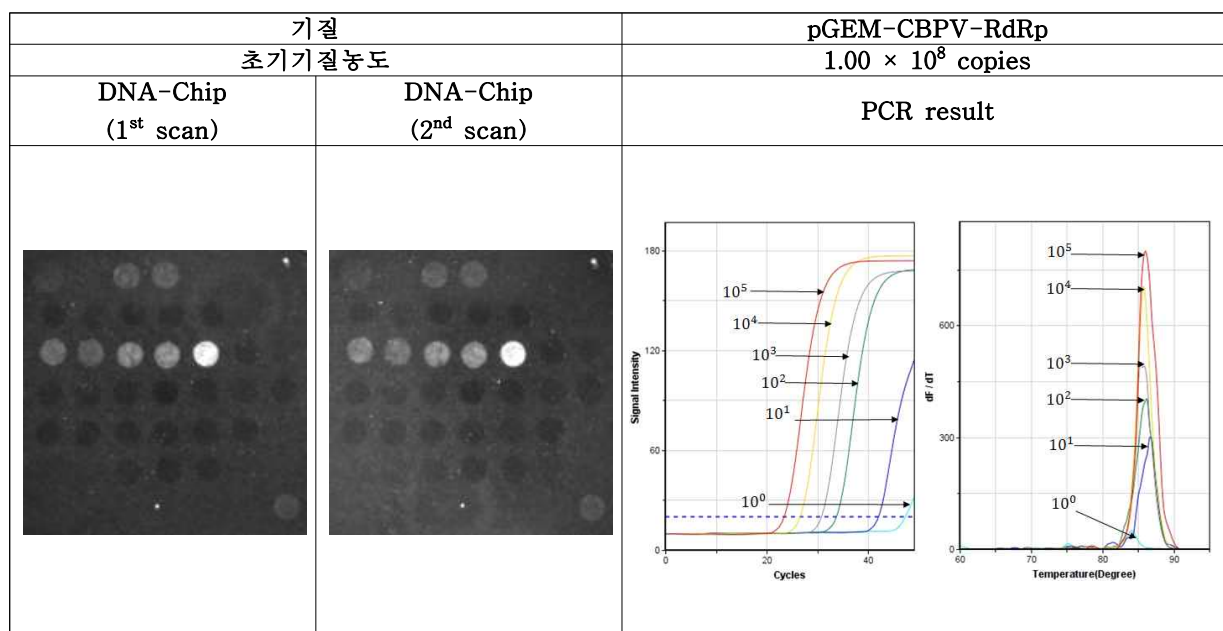 기질
pGEM-CBPV-RdRp
초기기질농도
1.00 × 10⁸ copies
DNA-Chip
(1ˢᵗ scan)
DNA-Chip
(2ⁿᵈ scan)
PCR result
180
120
60
0
Signal Intensity
10⁵
10⁴
10³
10²
10¹
10⁰
0 20 40
Cycles
600
300
0
dF / dT
10⁵
10⁴
10³
10²
10¹
10⁰
60 70 80 90
Temperature(Degree)